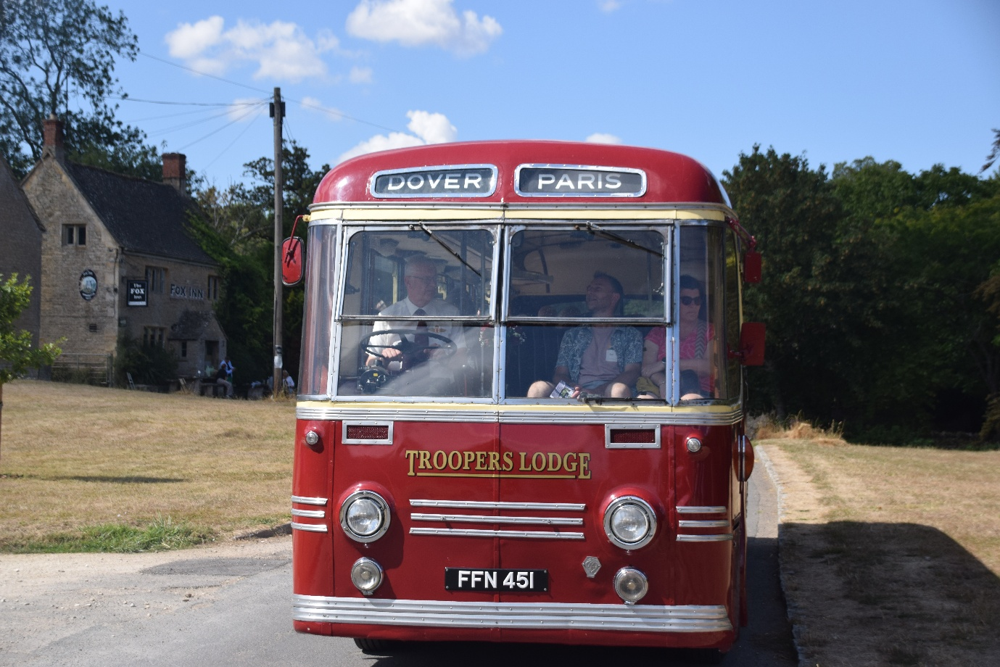 DOVER
PARIS
The
FOX
Inn
FOX INN
TROOPERS LODGE
FFN 451